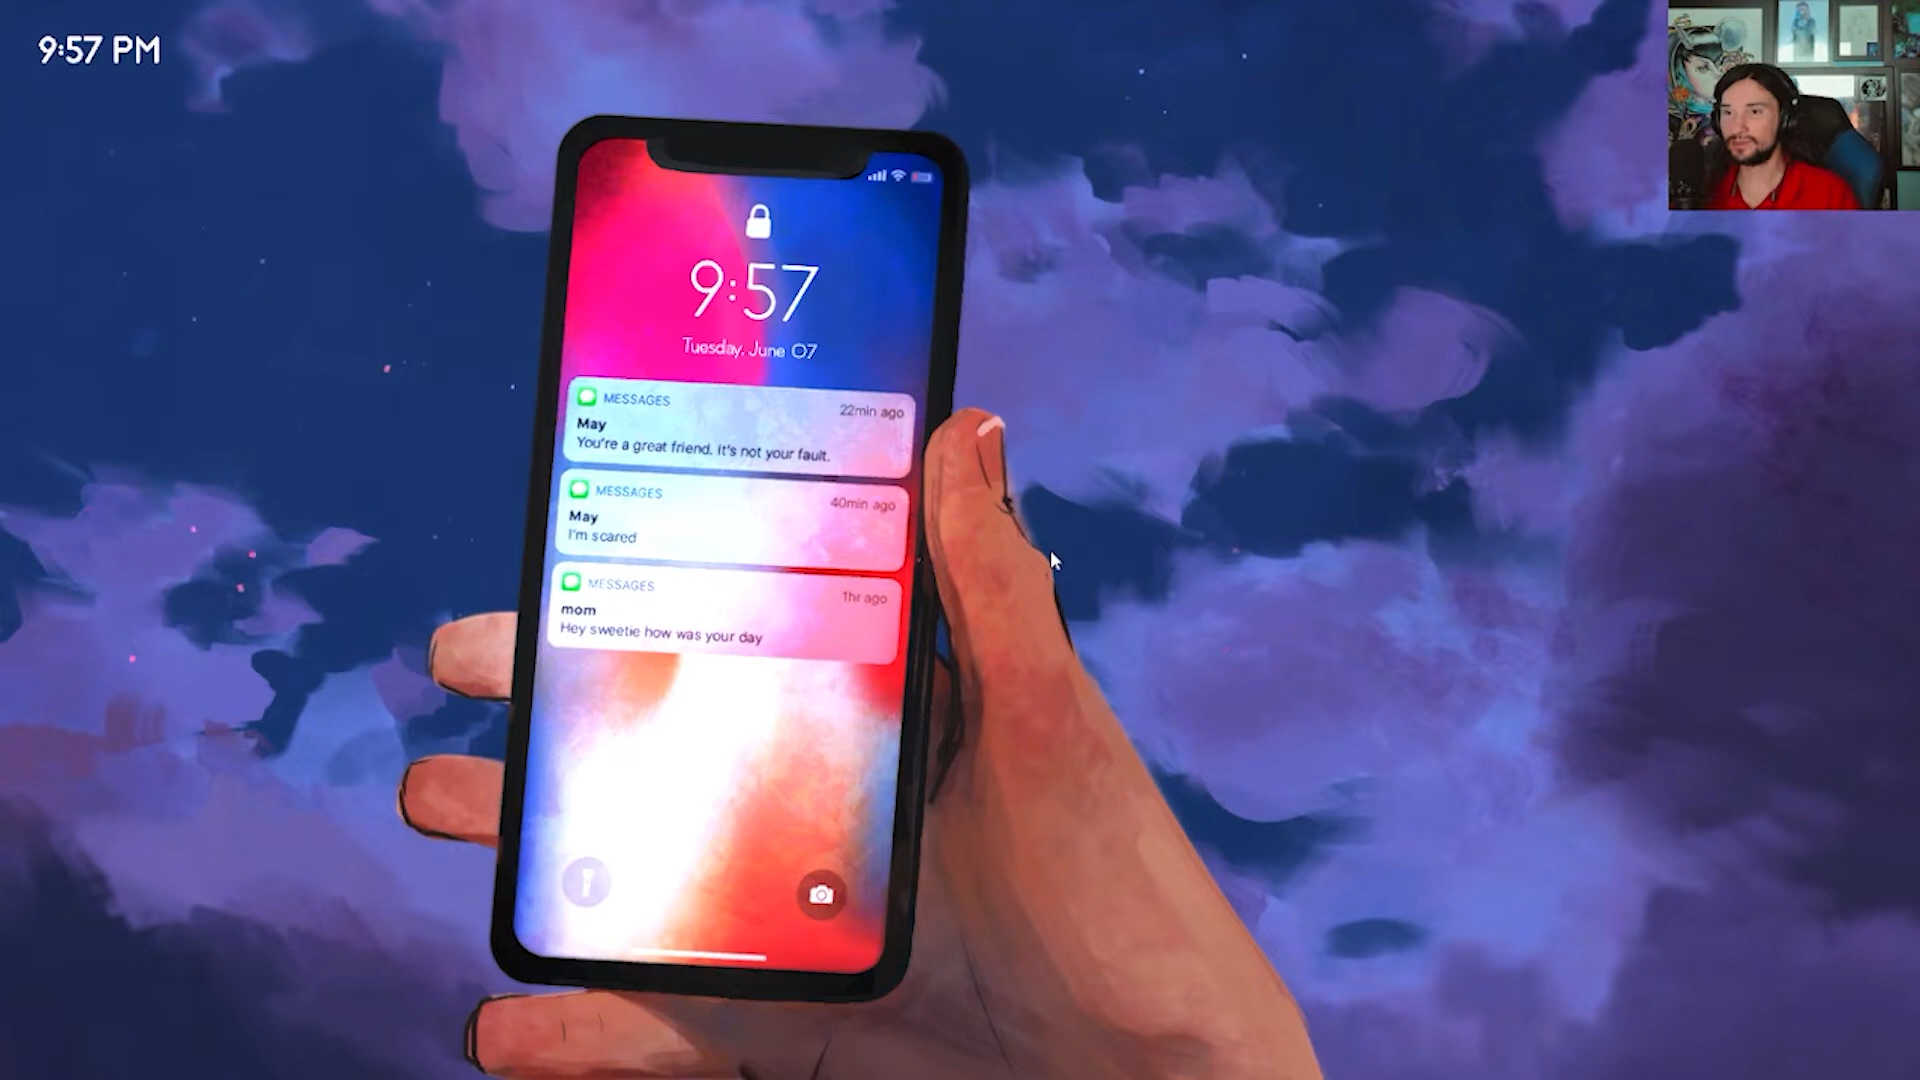 9:57 PM
9:57
Tuesday, June 07
MESSAGES
22min ago
May
You're a great friend. It's not your fault.
MESSAGES
40min ago
May
I'm scared
MESSAGES
1hr ago
mom
Hey sweetie how was your day